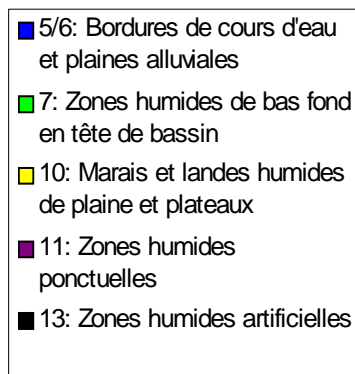 5/6: Bordures de cours d'eau
et plaines alluviales
7: Zones humides de bas fond
en tête de bassin
10: Marais et landes humides
de plaine et plateaux
11: Zones humides
ponctuelles
13: Zones humides artificielles